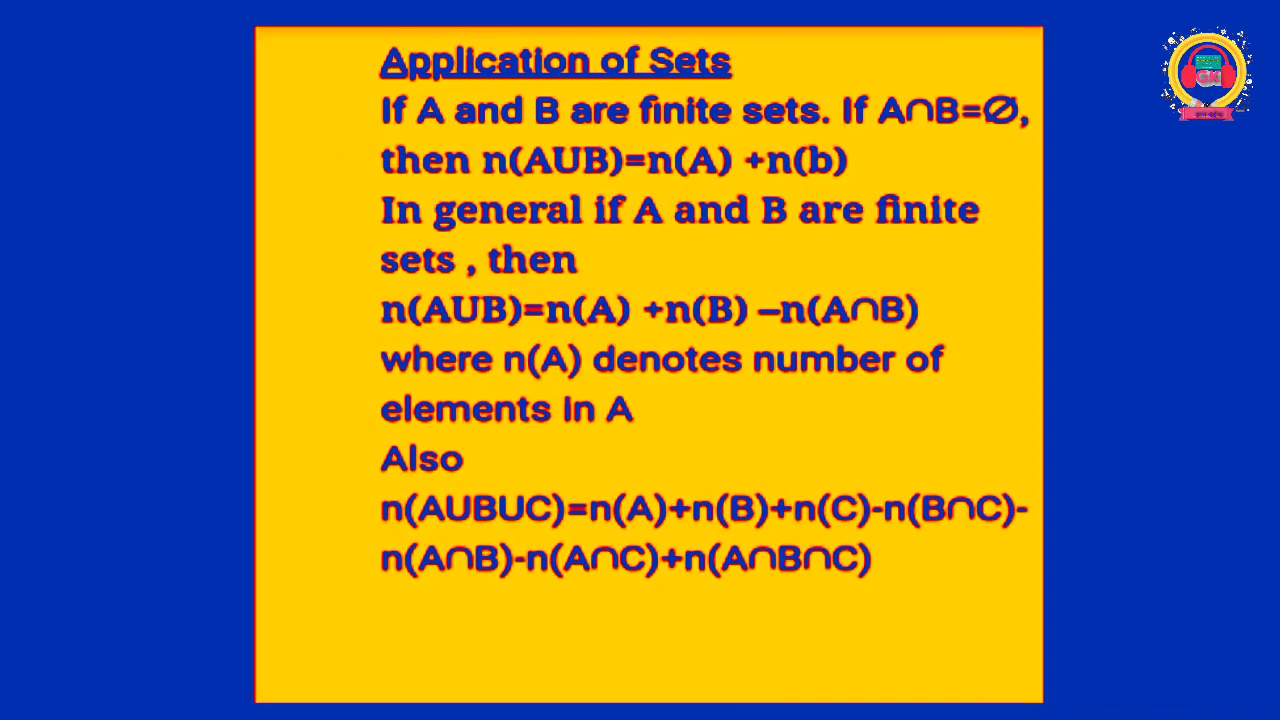 Application of Sets
If A and B are finite sets. If A∩B=∅,
then n(AUB)=n(A) +n(b)
In general if A and B are finite
sets , then
n(AUB)=n(A) +n(B) –n(A∩B)
where n(A) denotes number of
elements in A
Also
n(AUBUC)=n(A)+n(B)+n(C)-n(B∩C)-
n(A∩B)-n(A∩C)+n(A∩B∩C)
GK